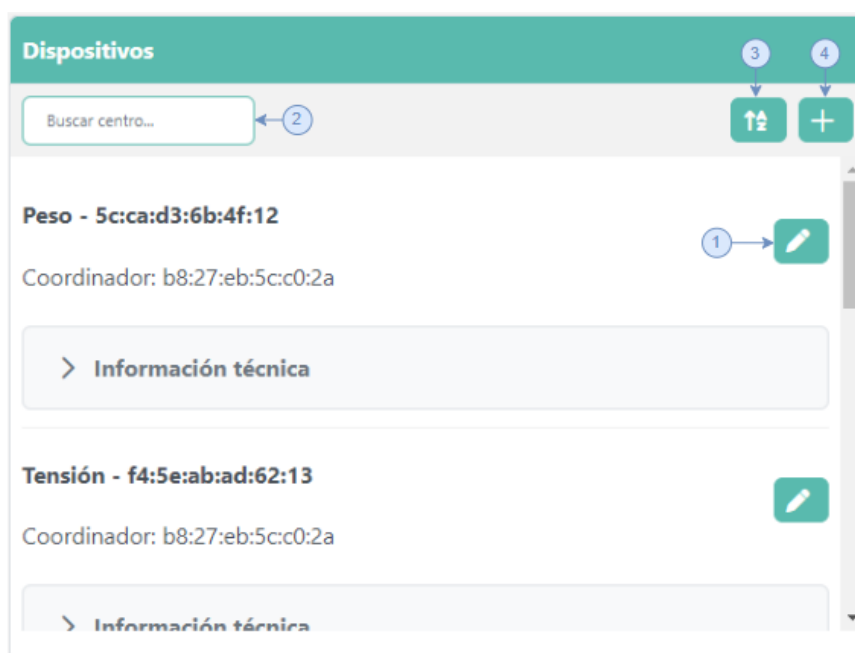 Dispositivos
3
4
Buscar centro...
2
Peso - 5c:ca:d3:6b:4f:12
1
Coordinador: b8:27:eb:5c:c0:2a
Información técnica
Tensión - f4:5e:ab:ad:62:13
Coordinador: b8:27:eb:5c:c0:2a
Información técnica